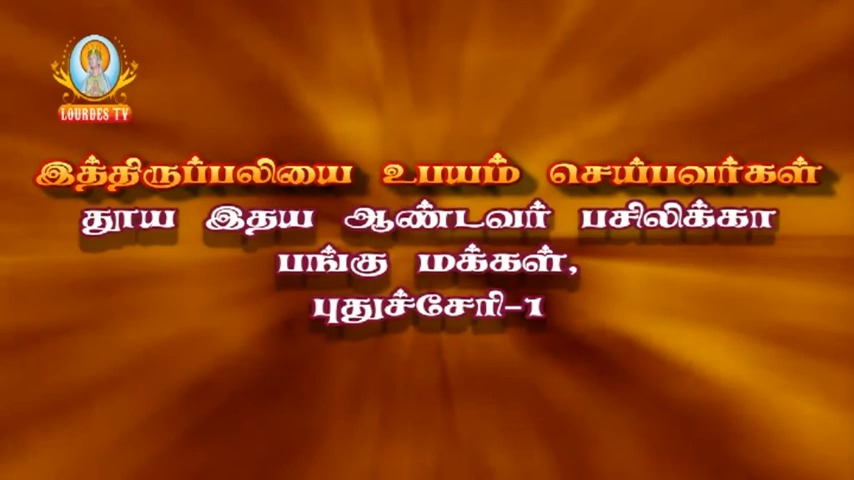 LOURDES TV
இத்திருப்பலியை உபயம் செய்பவர்கள்
தூய இதய ஆண்டவர் பசிலிக்கா
பங்கு மக்கள்,
புதுச்சேரி-1